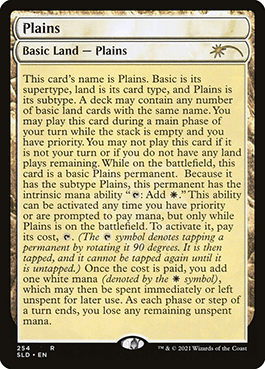 Plains
Basic Land — Plains
This card's name is Plains. Basic is its
supertype, land is its card type, and Plains is
its subtype. A deck may contain any number
of basic land cards with the same name. You
may play this card during a main phase of
your turn while the stack is empty and you
have priority. You may not play this card if it
is not your turn or if you do not have any land
plays remaining. While on the battlefield, this
card is a basic Plains permanent. Because it
has the subtype Plains, this permanent has the
intrinsic mana ability “: Add .” This ability
can be activated any time you have priority
or are prompted to pay mana, but only while
Plains is on the battlefield. To activate it, pay
its cost, . (The symbol denotes tapping a
permanent by rotating it 90 degrees. It is then
tapped, and it cannot be tapped again until it
is untapped.) Once the cost is paid, you add
one white mana (denoted by the symbol),
which may then be spent immediately or left
unspent for later use. As each phase or step of
a turn ends, you lose any remaining unspent
mana.
254 R
SLD • EN
™ & © 2021 Wizards of the Coast